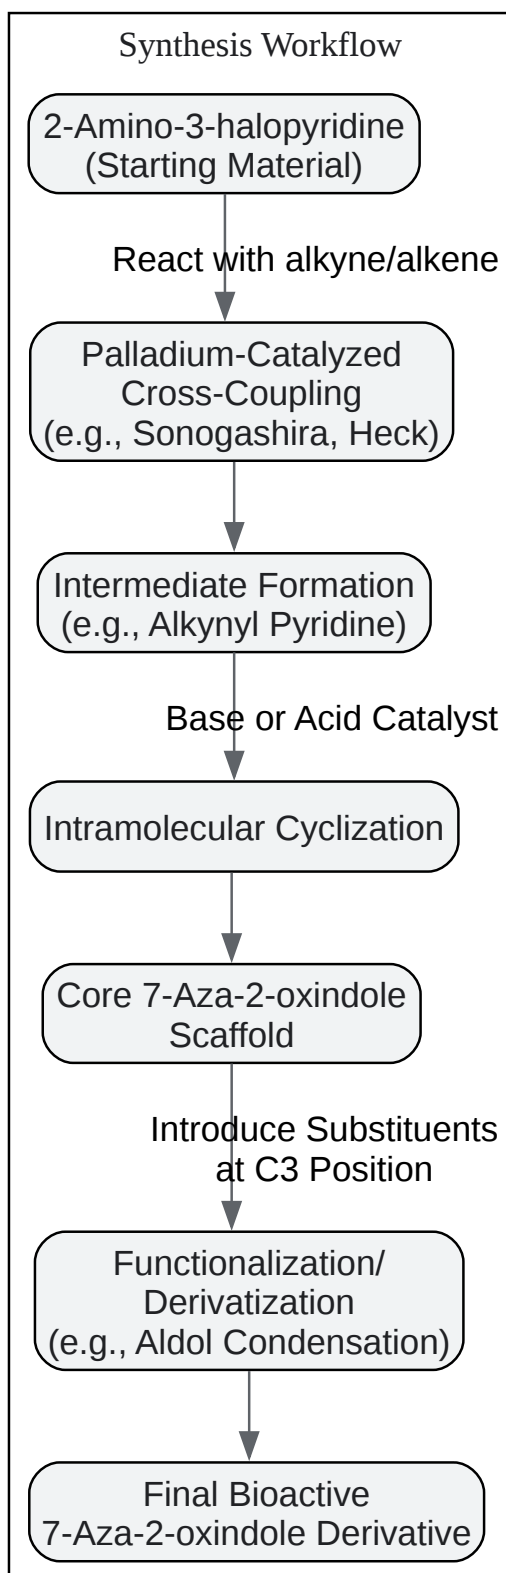 Synthesis Workflow
2-Amino-3-halopyridine
(Starting Material)
React with alkyne/alkene
Palladium-Catalyzed
Cross-Coupling
(e.g., Sonogashira, Heck)
Intermediate Formation
(e.g., Alkynyl Pyridine)
Base or Acid Catalyst
Intramolecular Cyclization
Core 7-Aza-2-oxindole
Scaffold
Introduce Substituents
at C3 Position
Functionalization/
Derivatization
(e.g., Aldol Condensation)
Final Bioactive
7-Aza-2-oxindole Derivative